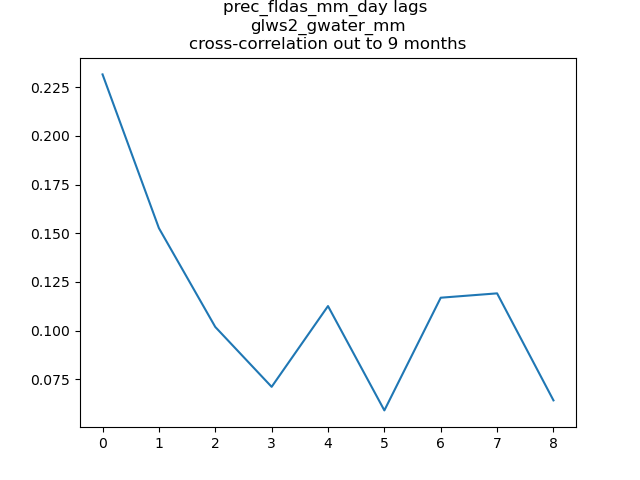 prec_fldas_mm_day lags
glws2_gwater_mm
cross-correlation out to 9 months
0.225
0.200
0.175
0.150
0.125
0.100
0.075
0 1 2 3 4 5 6 7 8